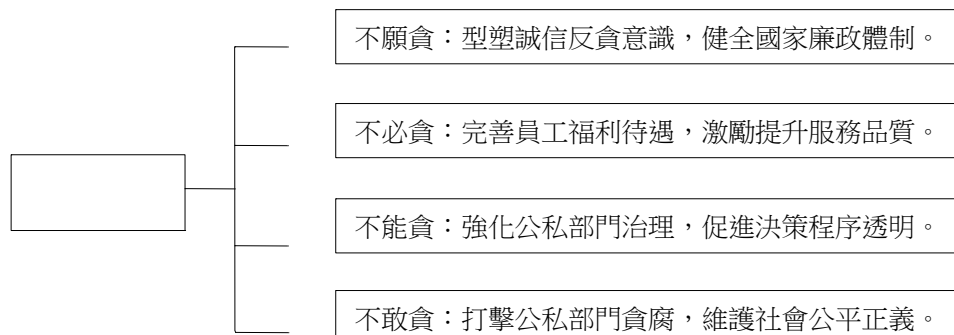 不願貪：型塑誠信反貪意識，健全國家廉政體制。
不必貪：完善員工福利待遇，激勵提升服務品質。
不能貪：強化公私部門治理，促進決策程序透明。
不敢貪：打擊公私部門貪腐，維護社會公平正義。